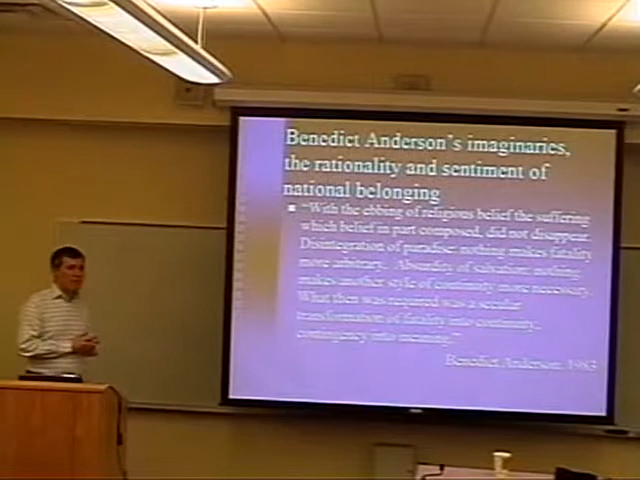 Benedict Anderson's imaginaries,
the rationality and sentiment of
national belonging
"With the ebbing of religious belief the suffering
which belief in part composed, did not disappear.
Disintegration of paradise: nothing makes fatality
more arbitrary. Absurdity of salvation: nothing
makes another style of continuity more necessary.
What then was required was a secular
transformation of fatality into continuity,
contingency into meaning."
Benedict Anderson, 1983